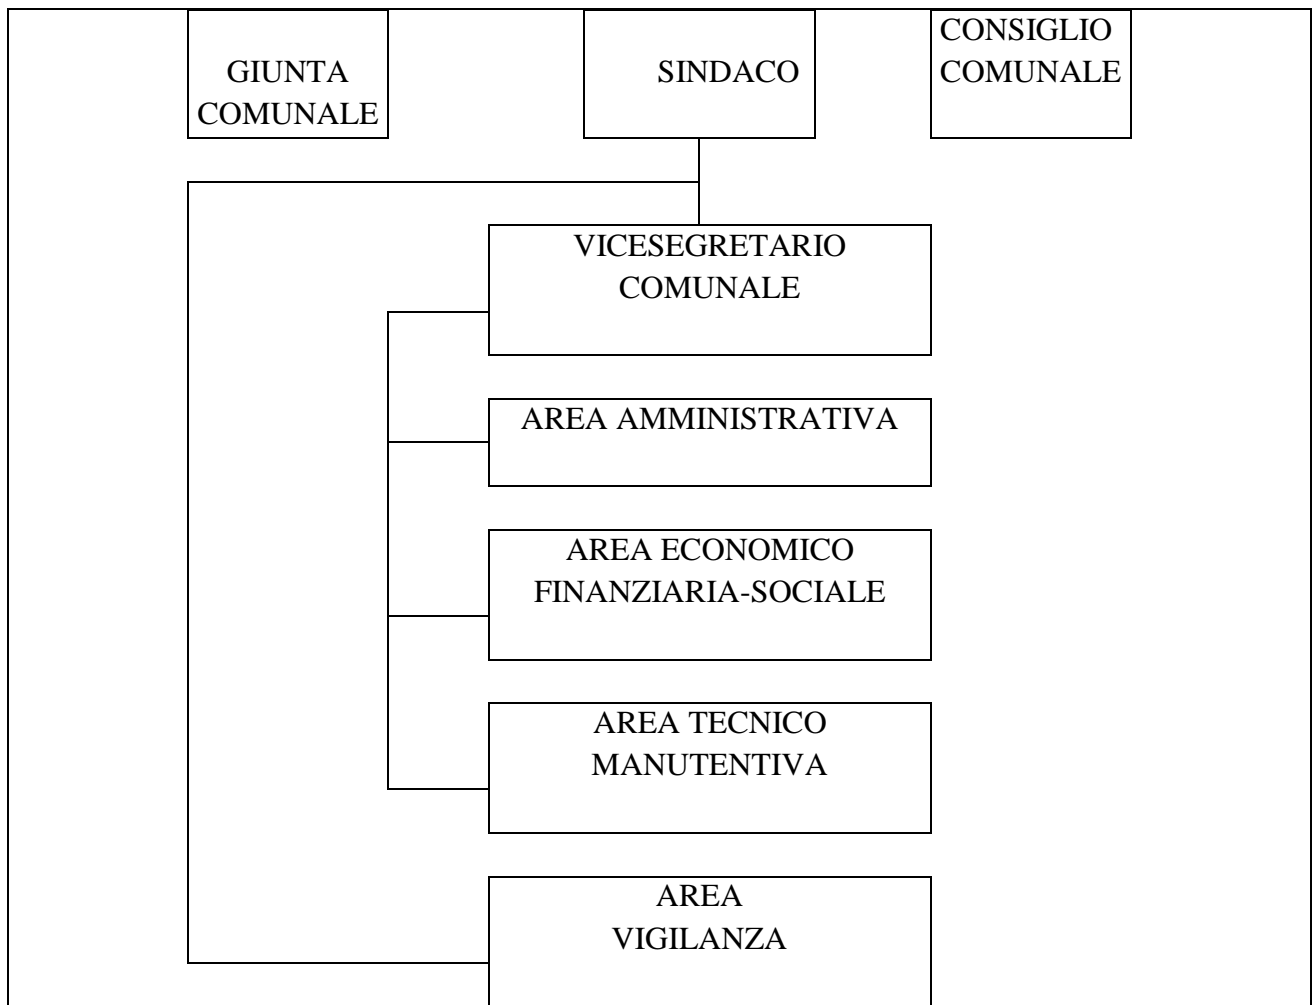 GIUNTA
COMUNALE
SINDACO
CONSIGLIO
COMUNALE
VICESEGRETARIO
COMUNALE
AREA AMMINISTRATIVA
AREA ECONOMICO
FINANZIARIA-SOCIALE
AREA TECNICO
MANUTENTIVA
AREA
VIGILANZA